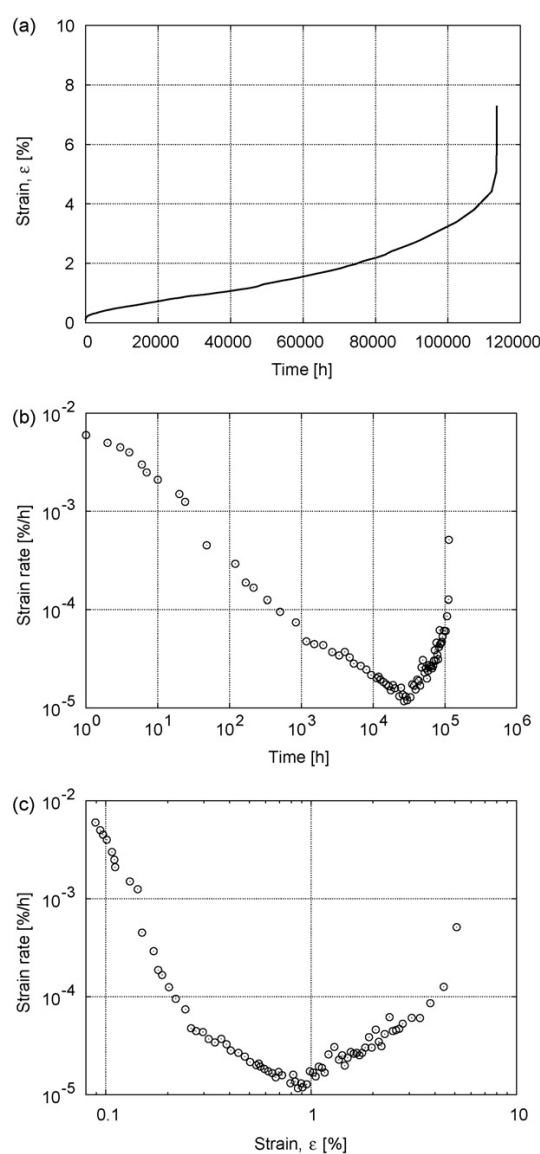 (a)
10
8
6
4
2
0
Strain, ε [%]
0 20000 40000 60000 80000 100000 120000
Time [h]
(b)
10⁻²
10⁻³
10⁻⁴
10⁻⁵
Strain rate [%/h]
10⁰ 10¹ 10² 10³ 10⁴ 10⁵ 10⁶
Time [h]
(c)
10⁻²
10⁻³
10⁻⁴
10⁻⁵
Strain rate [%/h]
0.1 1 10
Strain, ε [%]